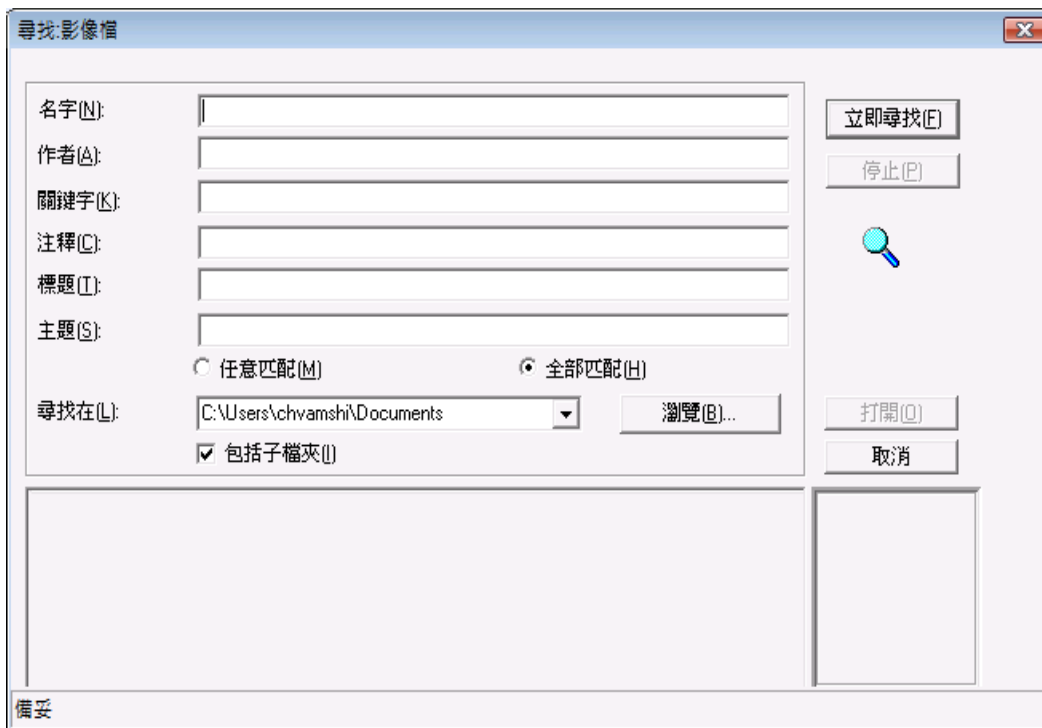 尋找:影像檔
名字(N):
立即尋找(F)
作者(A):
停止(P)
關鍵字(K):
注釋(C):
標題(T):
主題(S):
任意匹配(M) 全部匹配(H)
尋找在(L): C:\Users\chvamshi\Documents 瀏覽(B)... 打開(O)
包括子檔夾(I) 取消
備妥